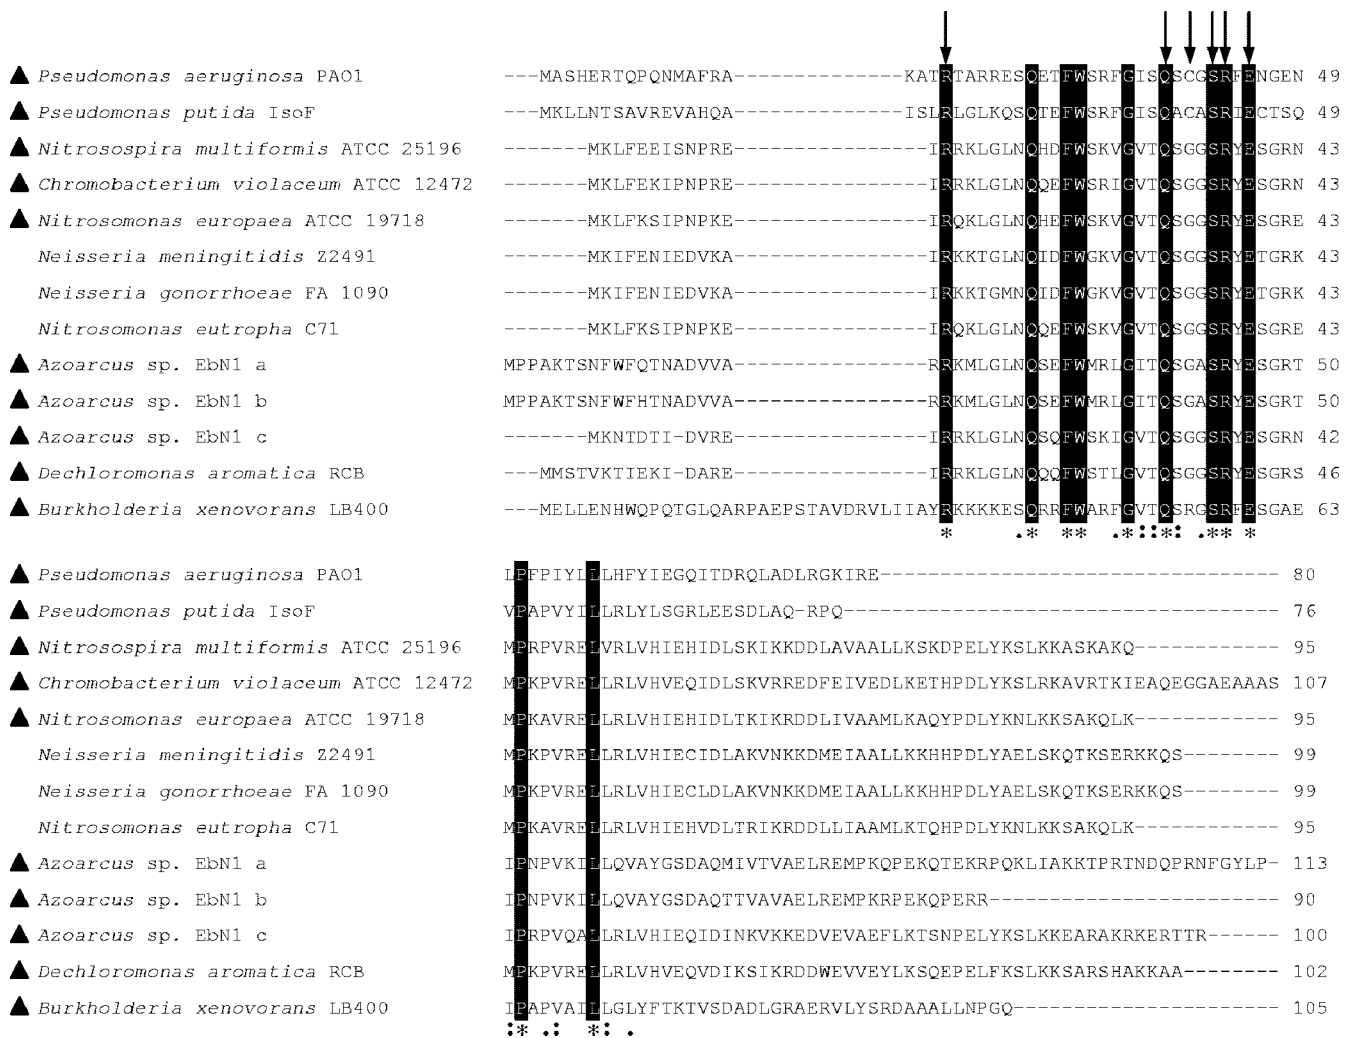 ▲ Pseudomonas aeruginosa PAO1 ---MASHERTQPQNMAFRA--------------KATRTARRESQETFWSRFGISQSCGSRFENGEN 49
▲ Pseudomonas putida IsoF ---MKLLNTSAVREVAHQA--------------ISLRLGLKQSQTEFWSRFGISQACASRIECTSQ 49
▲ Nitrosospira multiformis ATCC 25196 -------MKLFEEISNPRE----------------IRRKLGLNQHDFWSKVGVTQSGGSRYESGRN 43
▲ Chromobacterium violaceum ATCC 12472 -------MKLFEKIPNPRE----------------IRRKLGLNQQEFWSRIGVTQSGGSRYESGRN 43
▲ Nitrosomonas europaea ATCC 19718 -------MKLFKSIPNPKE----------------IRQKLGLNQHEFWSKVGVTQSGGSRYESGRE 43
Neisseria meningitidis Z2491 -------MKIFENIEDVKA----------------IRKKTGLNQIDFWGKVGVTQSGGSRYETGRK 43
Neisseria gonorrhoeae FA 1090 -------MKIFENIEDVKA----------------IRKKTGMNQIDFWGKVGVTQSGGSRYETGRK 43
Nitrosomonas eutropha C71 -------MKLFKSIPNPKE----------------IRQKLGLNQQEFWSKVGVTQSGGSRYESGRE 43
▲ Azoarcus sp. EbN1 a MPPAKTSNFWFQTNADVVA----------------RRKMLGLNQSEFWMRLGITQSGASRYESGRT 50
▲ Azoarcus sp. EbN1 b MPPAKTSNFWFHTNADVVA----------------RRKMLGLNQSEFWMRLGITQSGASRYESGRT 50
▲ Azoarcus sp. EbN1 c -------MKNTDTI-DVRE----------------IRRKLGLNQSQFWSKIGVTQSGGSRYESGRN 42
▲ Dechloromonas aromatica RCB ---MMSTVKTIEKI-DARE----------------IRRKLGLNQQQFWSTLGVTQSGGSRYESGRS 46
▲ Burkholderia xenovorans LB400 ---MELLENHWQPQTGLQARPAEPSTAVDRVLIIAYRKKKKESQRRFWARFGVTQSRGSRFESGAE 63
* .* ** .*::*: .** *
▲ Pseudomonas aeruginosa PAO1 LPFPIYLLLHFYIEGQITDRQLADLRGKIRE--------------------------------- 80
▲ Pseudomonas putida IsoF VPAPVYILLRLYLSGRLEESDLAQ-RPQ------------------------------------ 76
▲ Nitrosospira multiformis ATCC 25196 MPRPVRELVRLVHIEHIDLSKIKKDDLAVAALLKSKDPELYKSLKKASKAKQ------------ 95
▲ Chromobacterium violaceum ATCC 12472 MPKPVRELLRLVHVEQIDLSKVRREDFEIVEDLKETHPDLYKSLRKAVRTKIEAQEGGAEAAAS 107
▲ Nitrosomonas europaea ATCC 19718 MPKAVRELLRLVHIEHIDLTKIKRDDLIVAAMLKAQYPDLYKNLKKSAKQLK------------ 95
Neisseria meningitidis Z2491 MPKPVRELLRLVHIECIDLAKVNKKDMEIAALLKKHHPDLYAELSKQTKSERKKQS-------- 99
Neisseria gonorrhoeae FA 1090 MPKPVRELLRLVHIECLDLAKVNKKDMEIAALLKKHHPDLYAELSKQTKSERKKQS-------- 99
Nitrosomonas eutropha C71 MPKAVRELLRLVHIEHVDLTRIKRDDLLIAAMLKTQHPDLYKNLKKSAKQLK------------ 95
▲ Azoarcus sp. EbN1 a IPNPVKILLQVAYGSDAQMIVTVAELREMPKQPEKQTEKRPQKLIAKKTPRTNDQPRNFGYLP- 113
▲ Azoarcus sp. EbN1 b IPNPVKILLQVAYGSDAQTTVAVAELREMPKRPEKQPERR------------------------ 90
▲ Azoarcus sp. EbN1 c IPRPVQALLRLVHIEQIDINKVKKEDVEVAEFLKTSNPELYKSLKKEARAKRKERTTR------ 100
▲ Dechloromonas aromatica RCB MPKPVRELLRLVHVEQVDIKSIKRDDWEVVEYLKSQEPELFKSLKKSARSHAKKAA-------- 102
▲ Burkholderia xenovorans LB400 IPAPVAILLGLYFTKTVSDADLGRAERVLYSRDAAALLNPGQ---------------------- 105
:* .: *: .